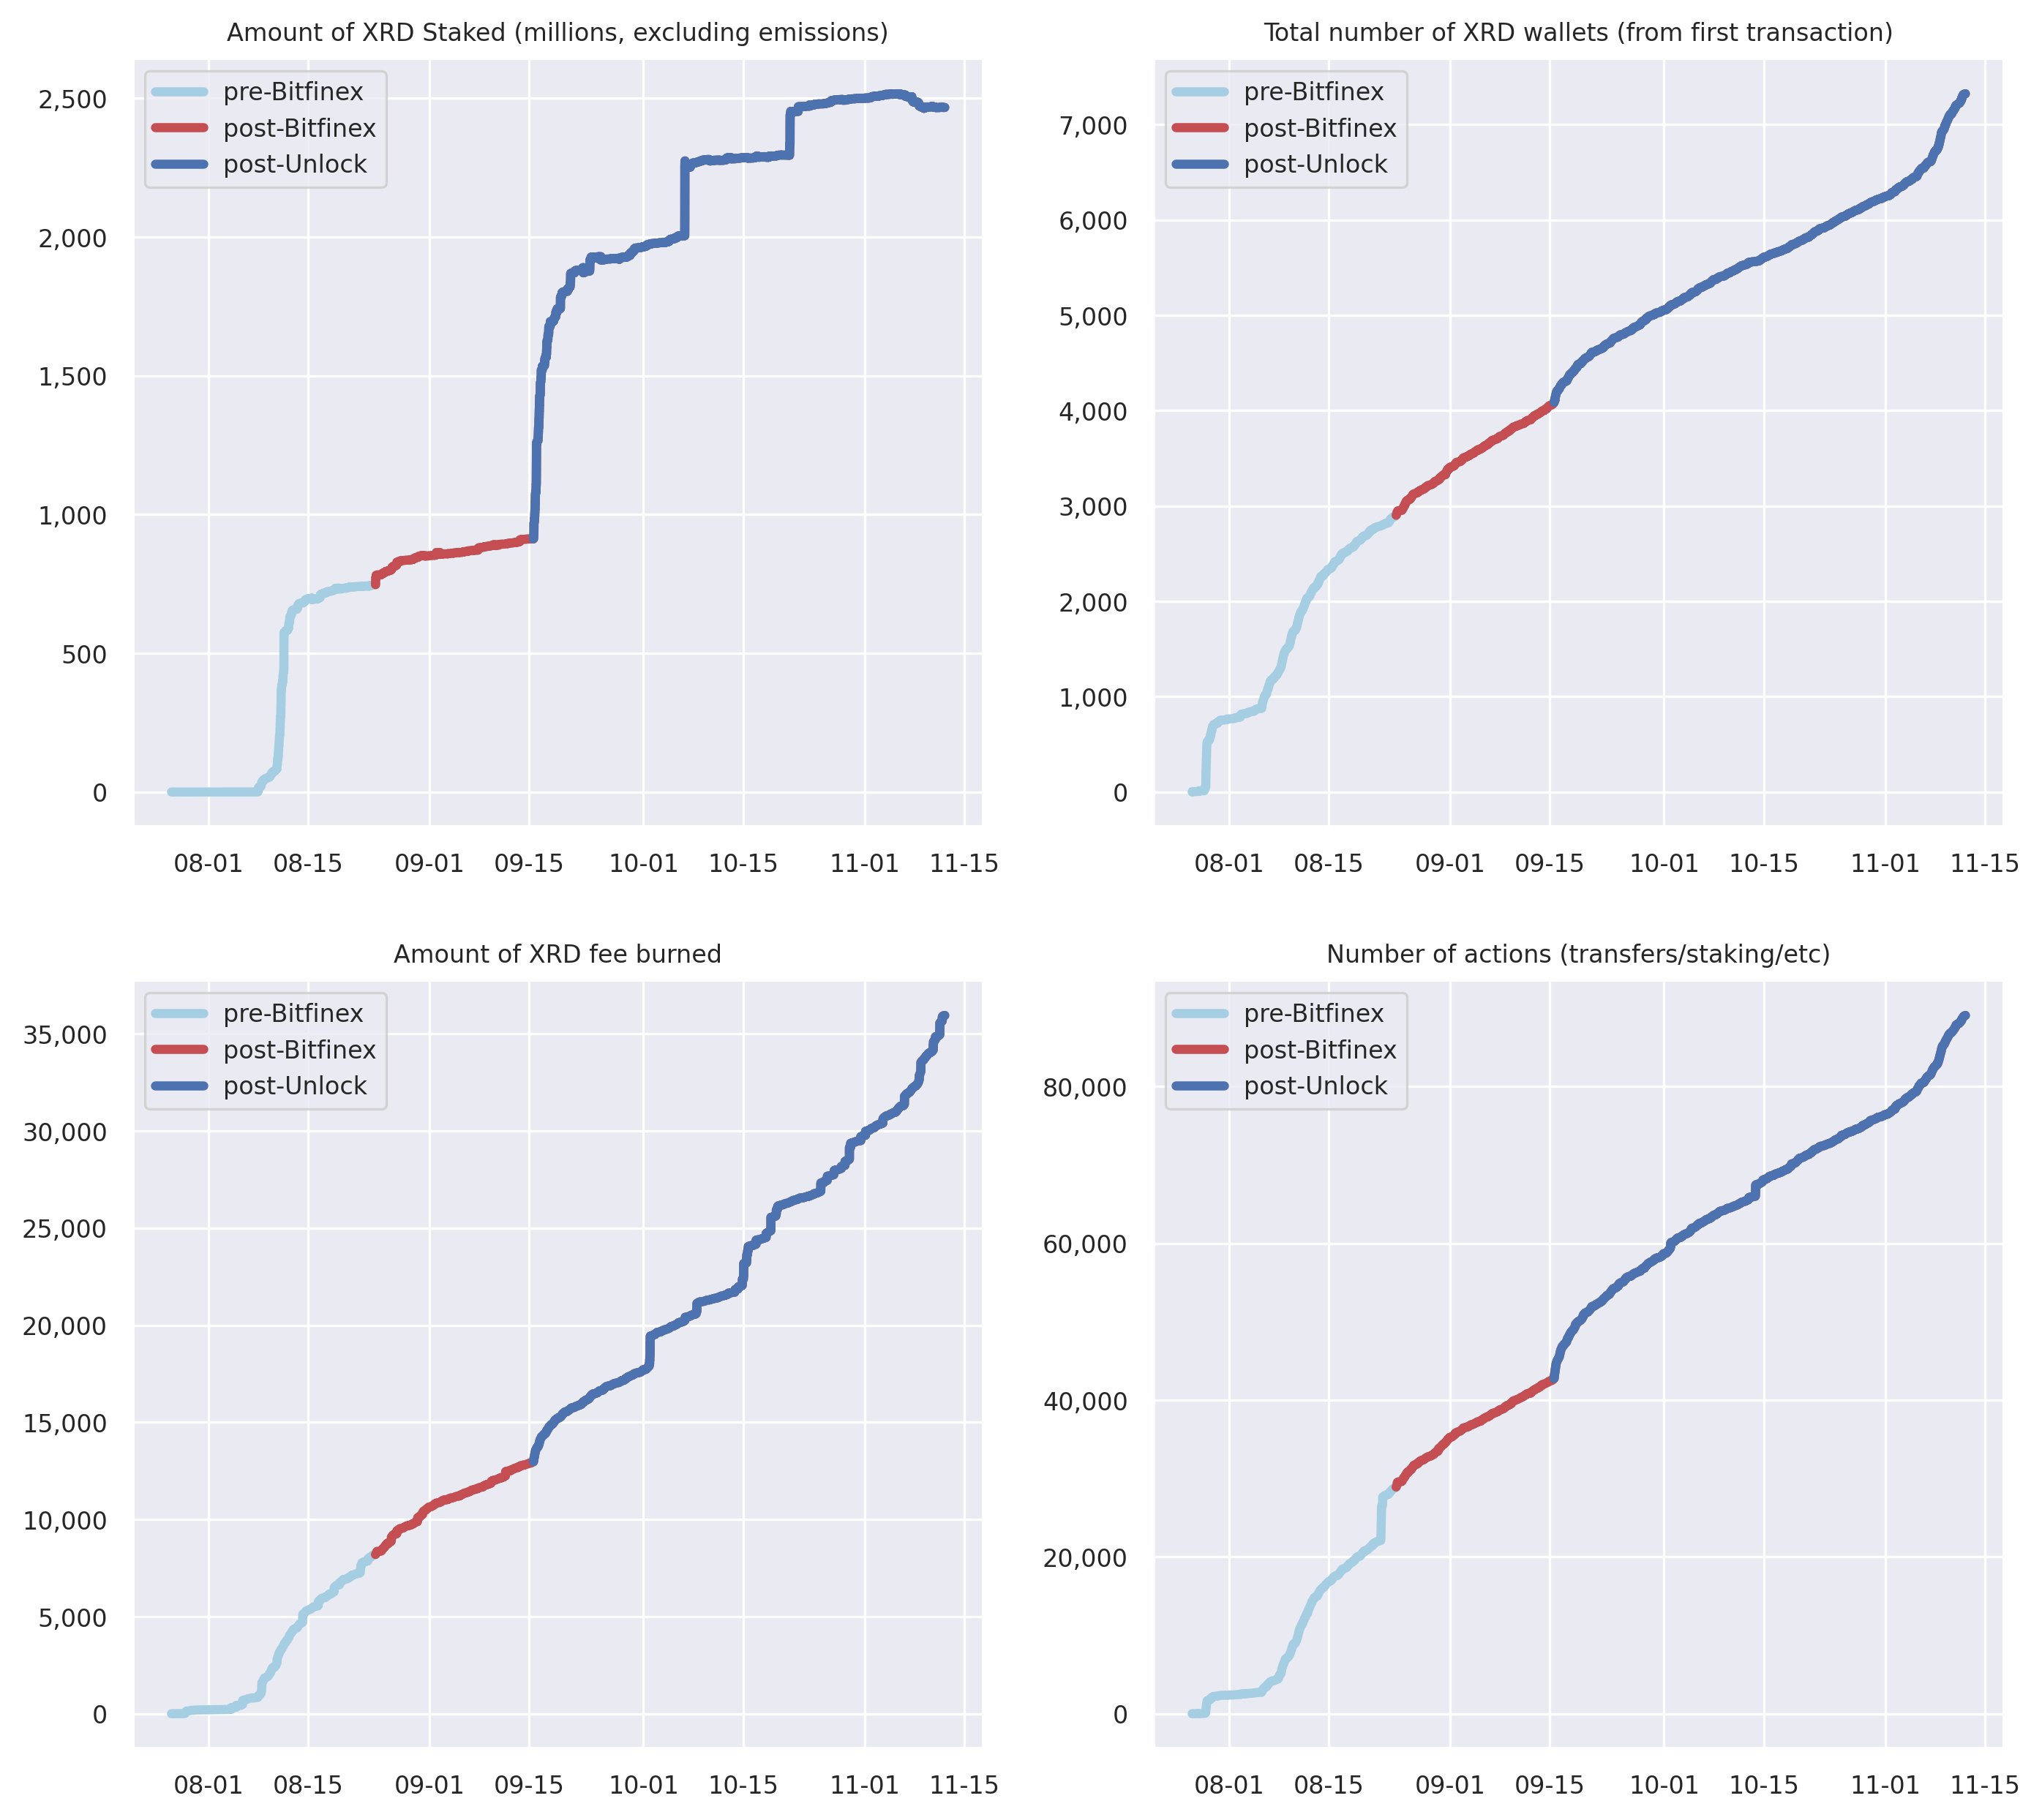 Amount of XRD Staked (millions, excluding emissions)
pre-Bitfinex
post-Bitfinex
post-Unlock
2,500
2,000
1,500
1,000
500
0
08-01 08-15 09-01 09-15 10-01 10-15 11-01 11-15
Total number of XRD wallets (from first transaction)
pre-Bitfinex
post-Bitfinex
post-Unlock
7,000
6,000
5,000
4,000
3,000
2,000
1,000
0
08-01 08-15 09-01 09-15 10-01 10-15 11-01 11-15
Amount of XRD fee burned
pre-Bitfinex
post-Bitfinex
post-Unlock
35,000
30,000
25,000
20,000
15,000
10,000
5,000
0
08-01 08-15 09-01 09-15 10-01 10-15 11-01 11-15
Number of actions (transfers/staking/etc)
pre-Bitfinex
post-Bitfinex
post-Unlock
80,000
60,000
40,000
20,000
0
08-01 08-15 09-01 09-15 10-01 10-15 11-01 11-15